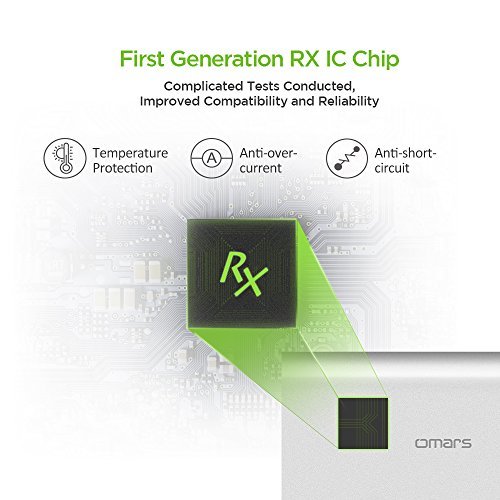 First Generation RX IC Chip
Complicated Tests Conducted,
Improved Compatibility and Reliability
Temperature
Protection
A
Anti-over-
current
Anti-short-
circuit
RX
omars